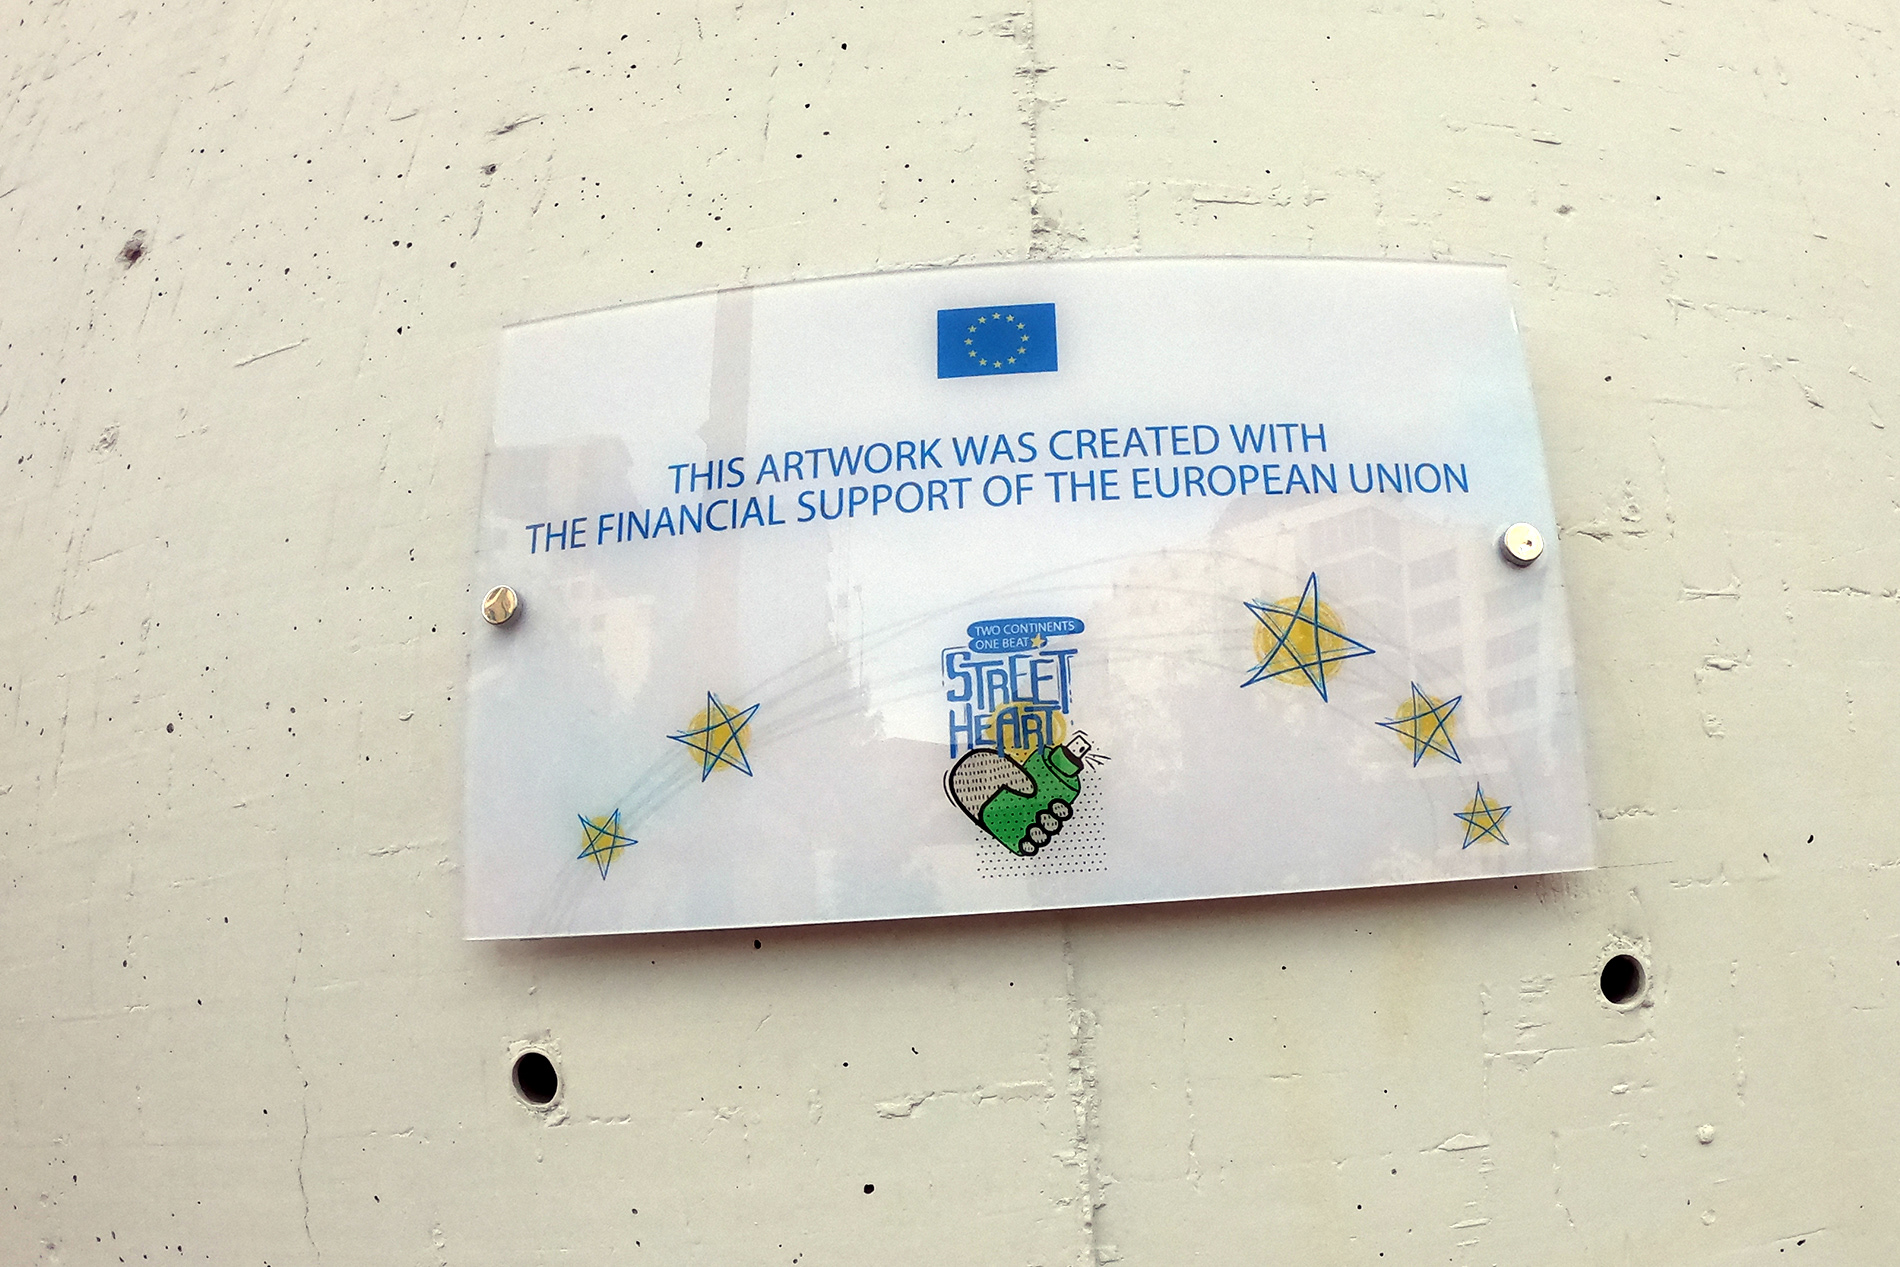 THIS ARTWORK WAS CREATED WITH
THE FINANCIAL SUPPORT OF THE EUROPEAN UNION
TWO CONTINENTS
ONE BEAT
STREET
HEART